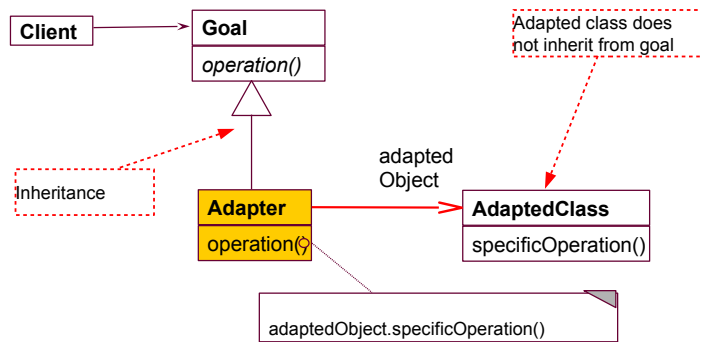 Client
Goal
operation()
Adapted class does
not inherit from goal
Inheritance
adapted
Object
Adapter
operation()
AdaptedClass
specificOperation()
adaptedObject.specificOperation()